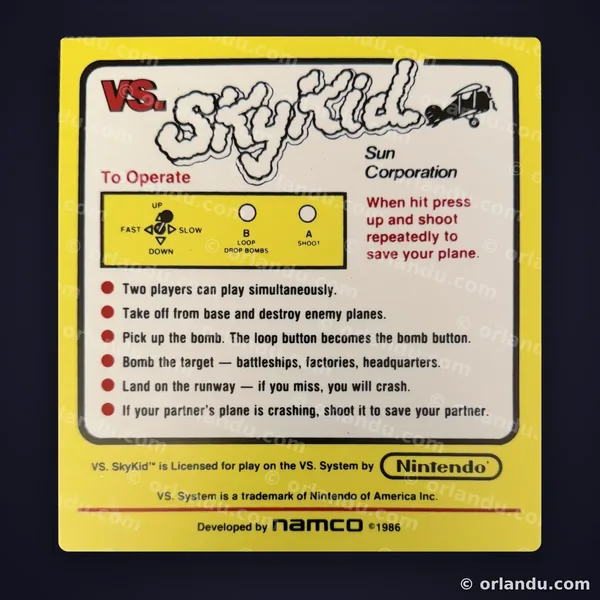 VS. SkyKid
Sun
Corporation
To Operate
UP
FAST
SLOW
DOWN
B
LOOP
DROP BOMBS
A
SHOOT
When hit press
up and shoot
repeatedly to
save your plane.
Two players can play simultaneously.
Take off from base and destroy enemy planes.
Pick up the bomb. The loop button becomes the bomb button.
Bomb the target — battleships, factories, headquarters.
Land on the runway — if you miss, you will crash.
If your partner's plane is crashing, shoot it to save your partner.
VS. SkyKid™ is Licensed for play on the VS. System by Nintendo®
VS. System is a trademark of Nintendo of America Inc.
Developed by namco ©1986
© orlandu.com